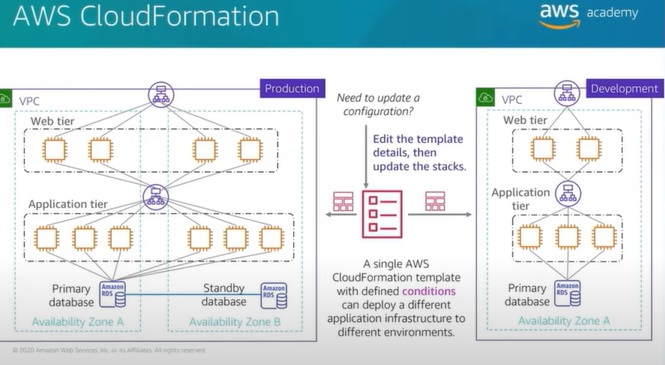 AWS CloudFormation
aws academy
Production
VPC
Web tier
Application tier
Primary
database
Amazon
RDS
Standby
database
Amazon
RDS
Availability Zone A
Availability Zone B
Need to update a
configuration?
Edit the template
details, then
update the stacks.
A single AWS
CloudFormation template
with defined conditions
can deploy a different
application infrastructure to
different environments.
Development
VPC
Web tier
Application
tier
Primary
database
Amazon
RDS
Availability Zone A
© 2020 Amazon Web Services, Inc. or its Affiliates. All rights reserved.